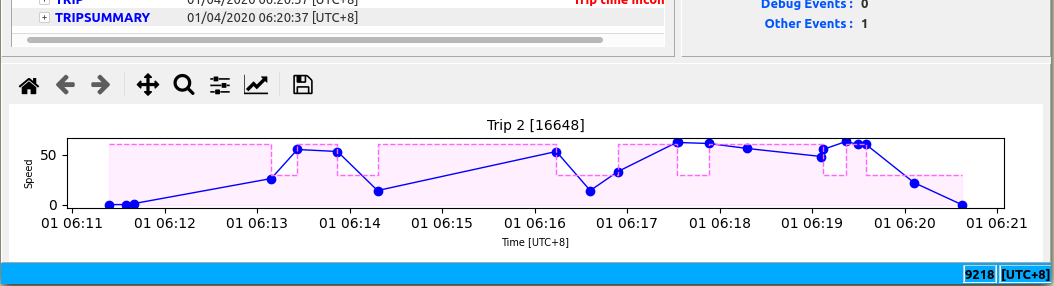 TRIP 01/04/2020 06:20:37 [UTC+8] Trip time incon
TRIPSUMMARY 01/04/2020 06:20:37 [UTC+8]
Debug Events : 0
Other Events : 1
Trip 2 [16648]
50
Speed
0
01 06:11 01 06:12 01 06:13 01 06:14 01 06:15 01 06:16 01 06:17 01 06:18 01 06:19 01 06:20 01 06:21
Time [UTC+8]
9218 [UTC+8]